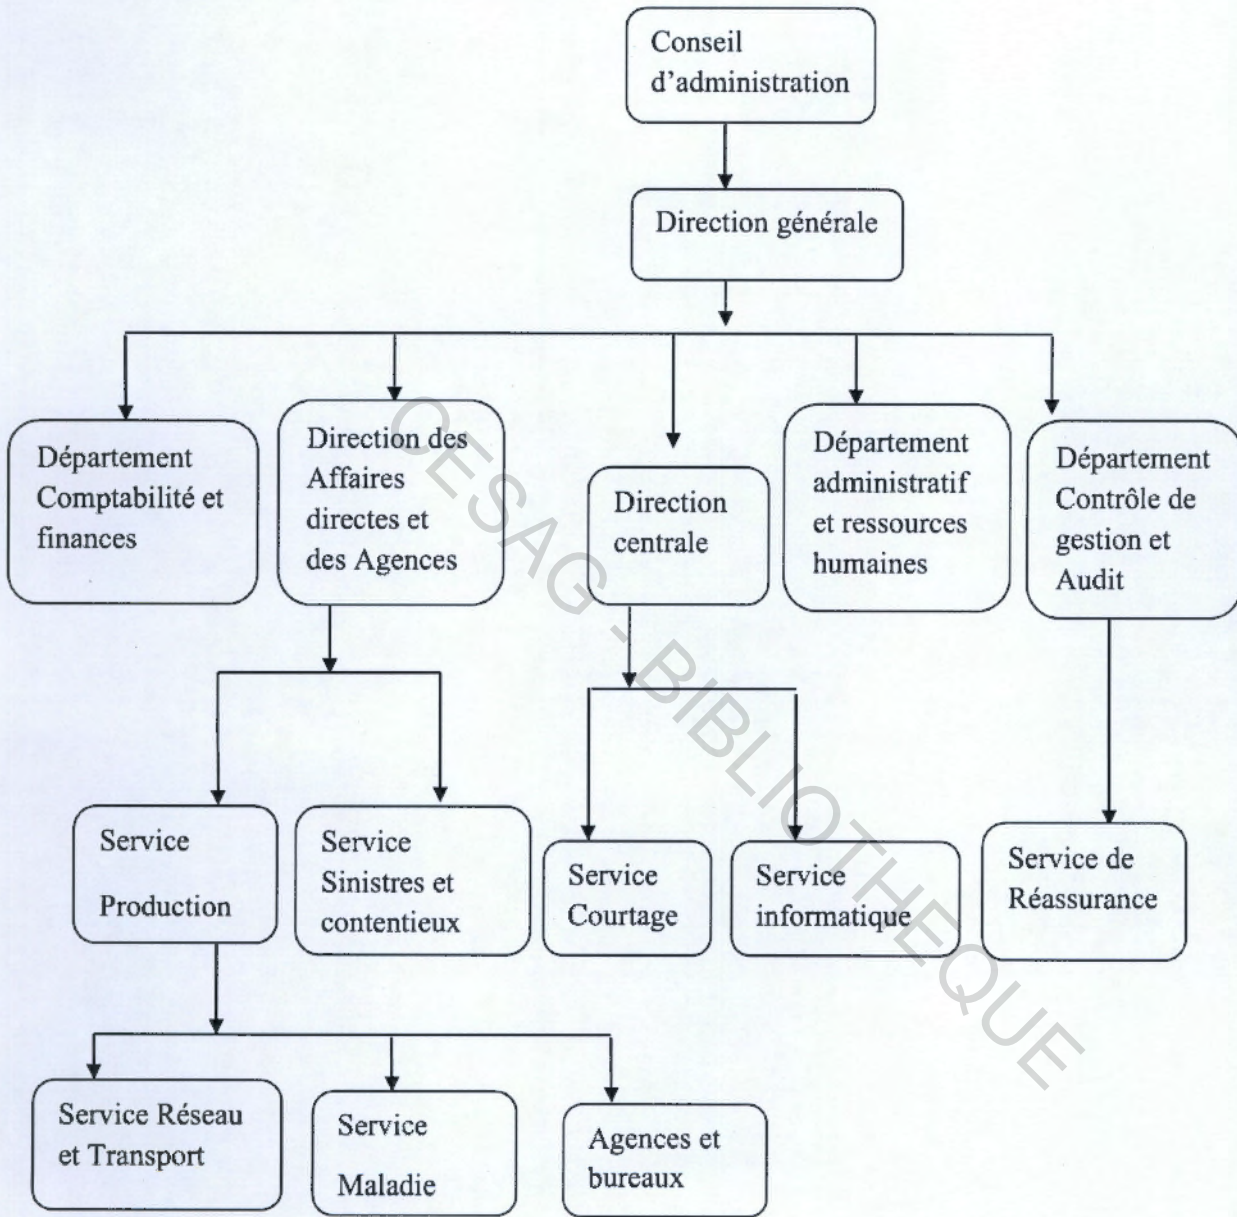 Conseil
d'administration
Direction générale
Département
Comptabilité et
finances
Direction des
Affaires
directes et
des Agences
Direction
centrale
Département
administratif
et ressources
humaines
Département
Contrôle de
gestion et
Audit
Service
Production
Service
Sinistres et
contentieux
Service
Courtage
Service
informatique
Service de
Réassurance
Service Réseau
et Transport
Service
Maladie
Agences et
bureaux
CESAG - BIBLIOTHEQUE